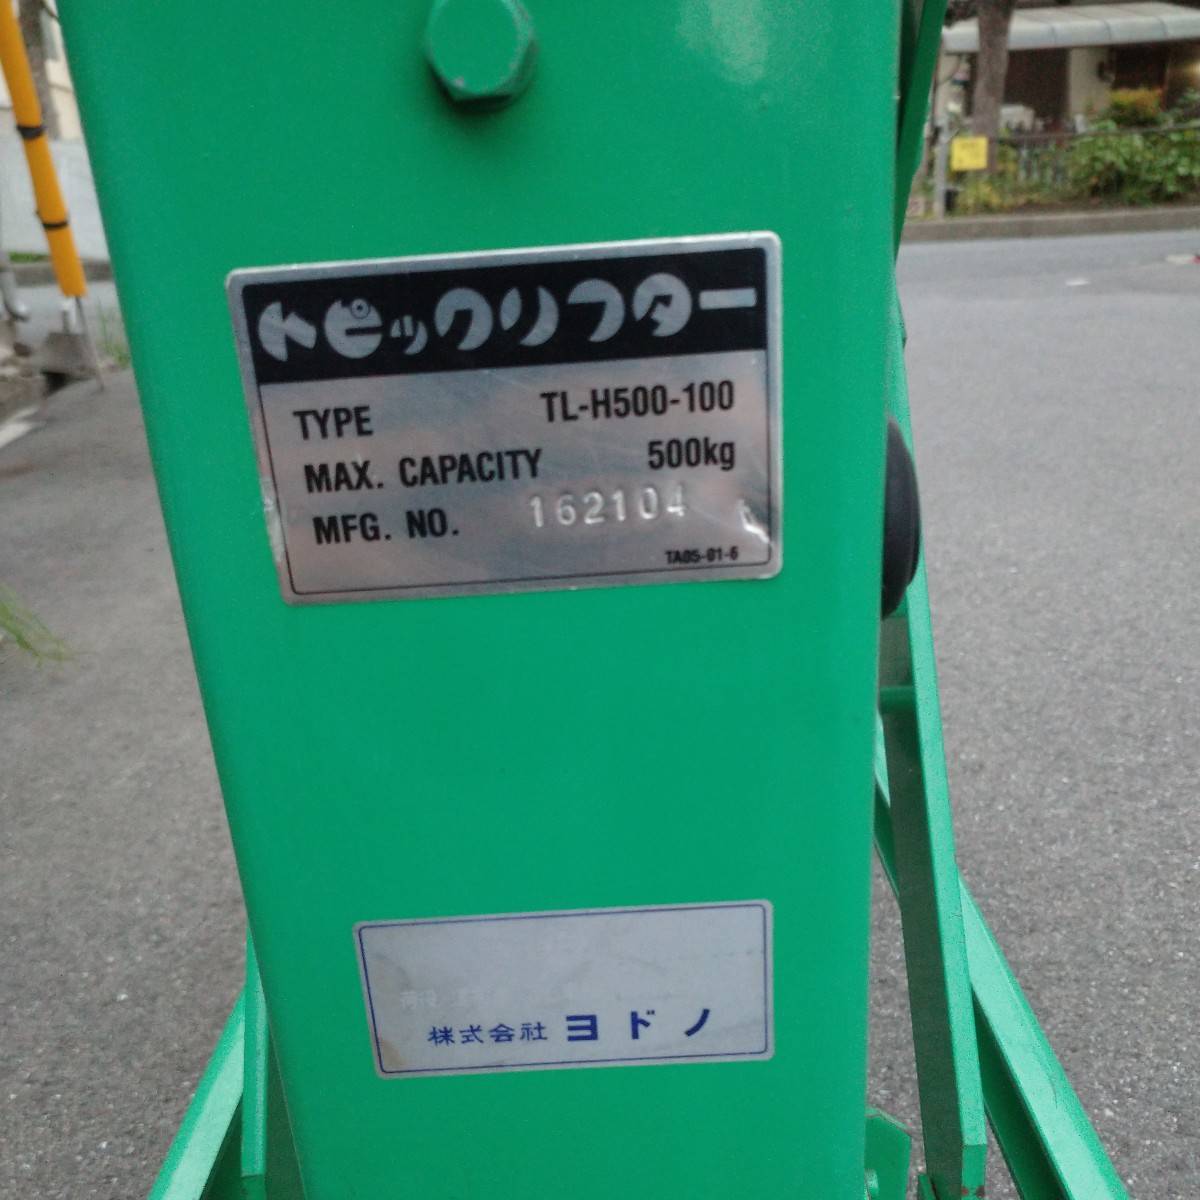 トピックリフター
TYPE TL-H500-100
MAX. CAPACITY 500kg
MFG. NO. 162104
TA05-01-6
株式会社 ヨドノ